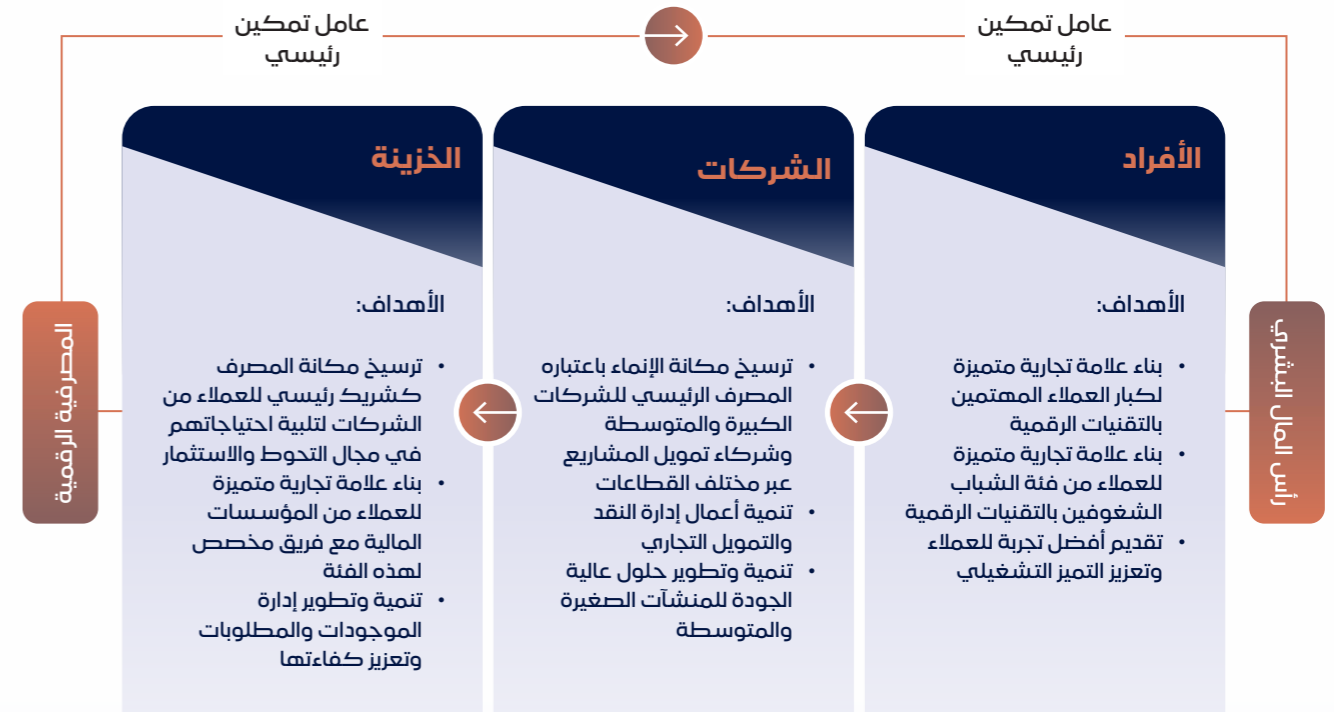 عامل تمكين
رئيسي
عامل تمكين
رئيسي
رأس المال البشري
الأفراد
الأهداف:
• بناء علامة تجارية متميزة
لكبار العملاء المهتمين
بالتقنيات الرقمية
• بناء علامة تجارية متميزة
للعملاء من فئة الشباب
الشغوفين بالتقنيات الرقمية
• تقديم أفضل تجربة للعملاء
وتعزيز التميز التشغيلي
الشركات
الأهداف:
• ترسيخ مكانة الإنماء باعتباره
المصرف الرئيسي للشركات
الكبيرة والمتوسطة
وشركاء تمويل المشاريع
عبر مختلف القطاعات
• تنمية أعمال إدارة النقد
والتمويل التجاري
• تنمية وتطوير حلول عالية
الجودة للمنشآت الصغيرة
والمتوسطة
الخزينة
الأهداف:
• ترسيخ مكانة المصرف
كشريك رئيسي للعملاء من
الشركات لتلبية احتياجاتهم
في مجال التحوط والاستثمار
• بناء علامة تجارية متميزة
للعملاء من المؤسسات
المالية مع فريق مخصص
لهذه الفئة
• تنمية وتطوير إدارة
الموجودات والمطلوبات
وتعزيز كفاءتها
المصرفية الرقمية